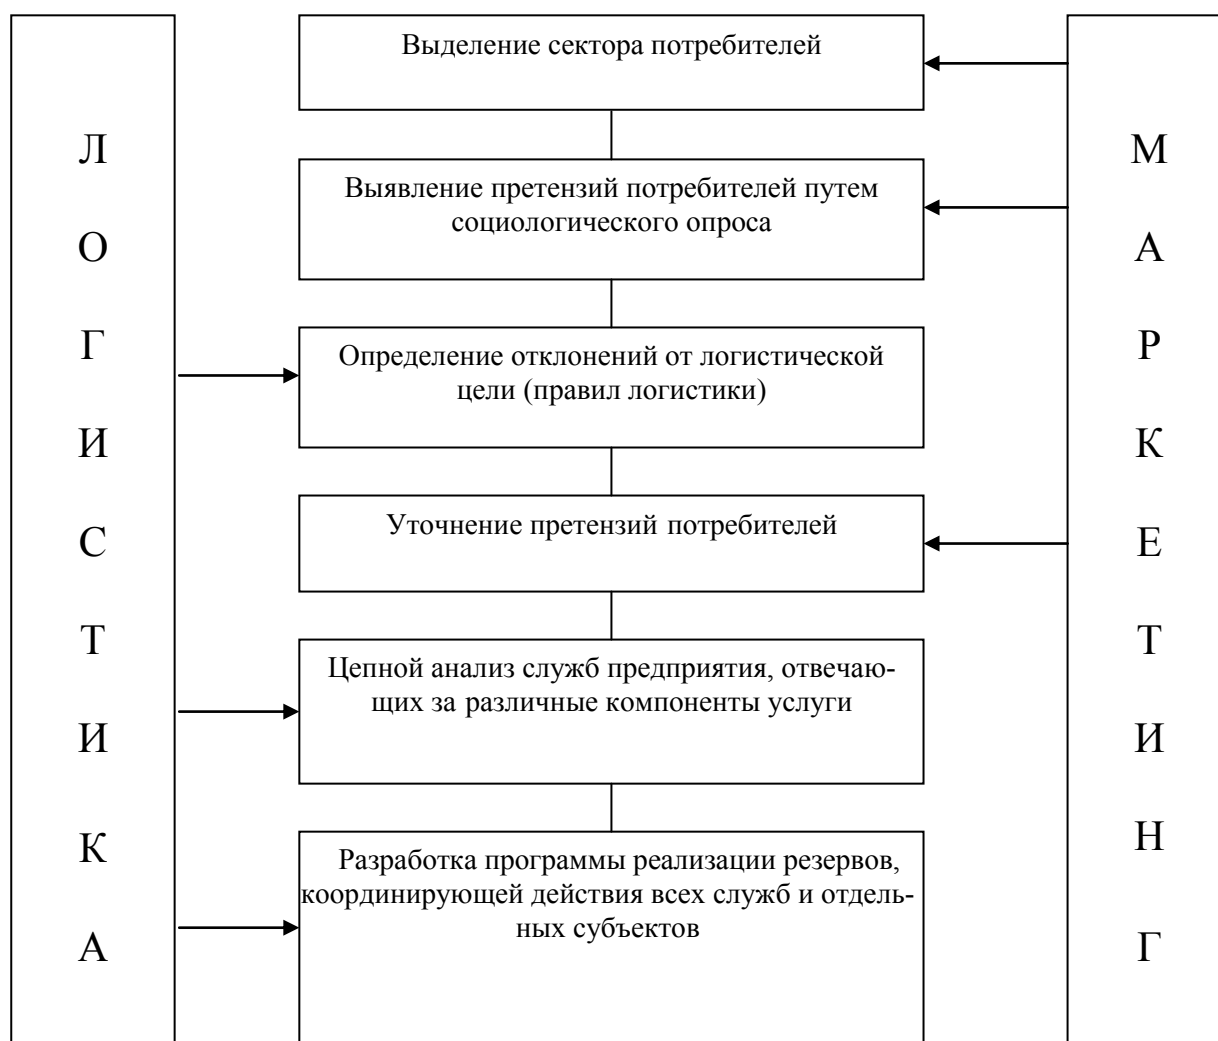 ЛОГИСТИКА
Выделение сектора потребителей
Выявление претензий потребителей путем
социологического опроса
Определение отклонений от логистической
цели (правил логистики)
Уточнение претензий потребителей
Цепной анализ служб предприятия, отвечаю-
щих за различные компоненты услуги
Разработка программы реализации резервов,
координирующей действия всех служб и отдель-
ных субъектов
МАРКЕТИНГ